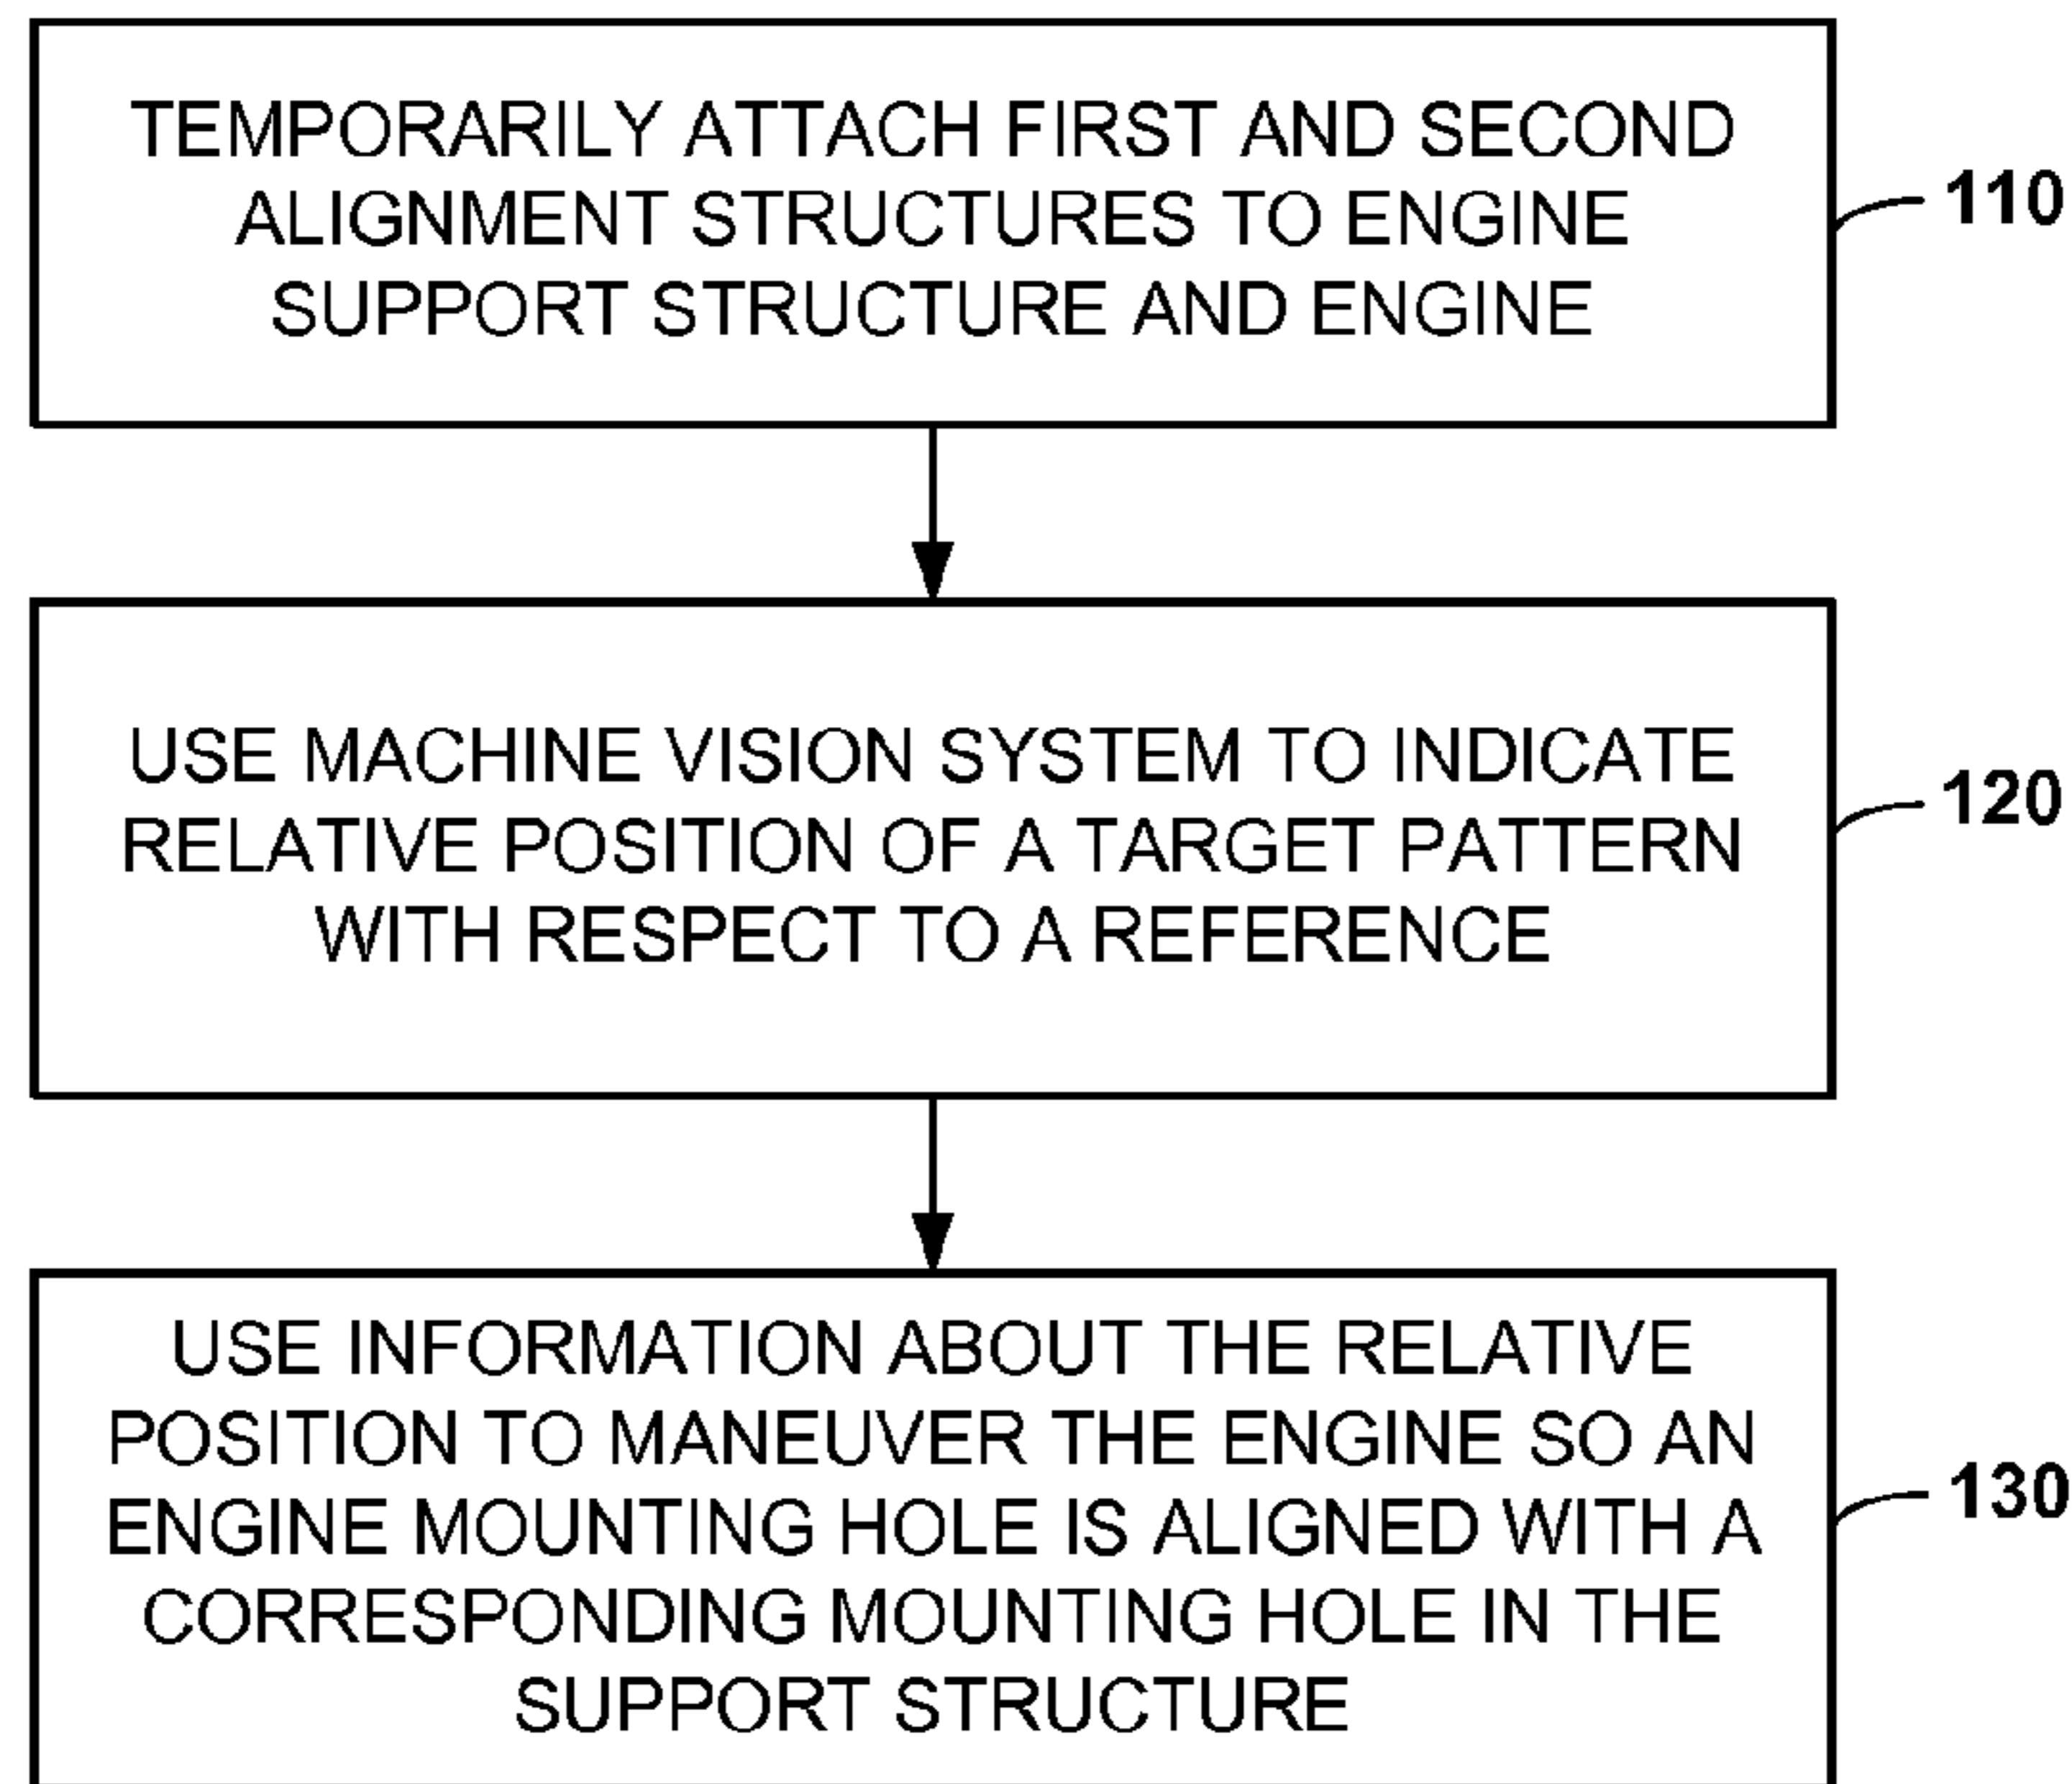 TEMPORARILY ATTACH FIRST AND SECOND
ALIGNMENT STRUCTURES TO ENGINE
SUPPORT STRUCTURE AND ENGINE
110
USE MACHINE VISION SYSTEM TO INDICATE
RELATIVE POSITION OF A TARGET PATTERN
WITH RESPECT TO A REFERENCE
120
USE INFORMATION ABOUT THE RELATIVE
POSITION TO MANEUVER THE ENGINE SO AN
ENGINE MOUNTING HOLE IS ALIGNED WITH A
CORRESPONDING MOUNTING HOLE IN THE
SUPPORT STRUCTURE
130